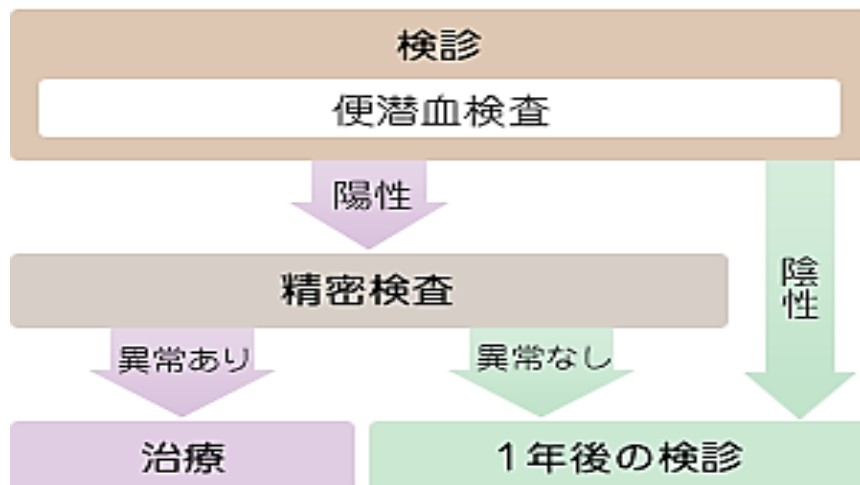 検診
便潜血検査
陽性
陰性
精密検査
異常あり
異常なし
治療
1年後の検診